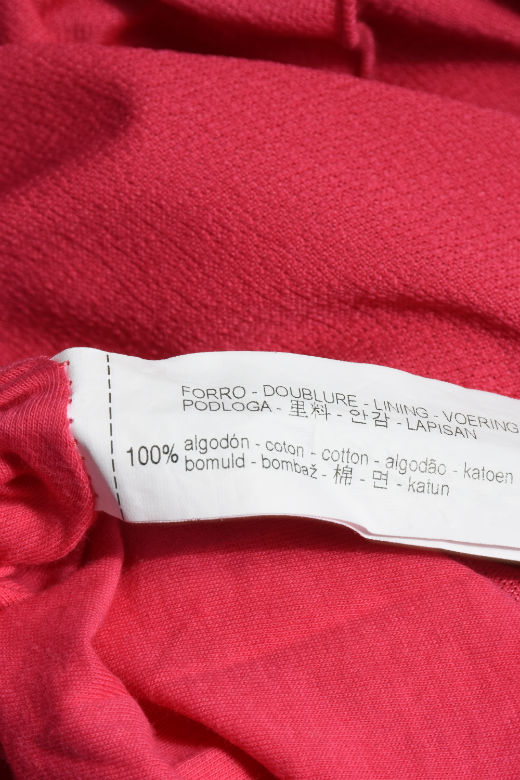 FORRO - DOUBLURE - LINING - VOERING
PODLOGA - 里料 - 안감 - LAPISAN
100% algodón - coton - cotton - algodão - katoen
bomuld - bombaž - 棉 - 면 - katun